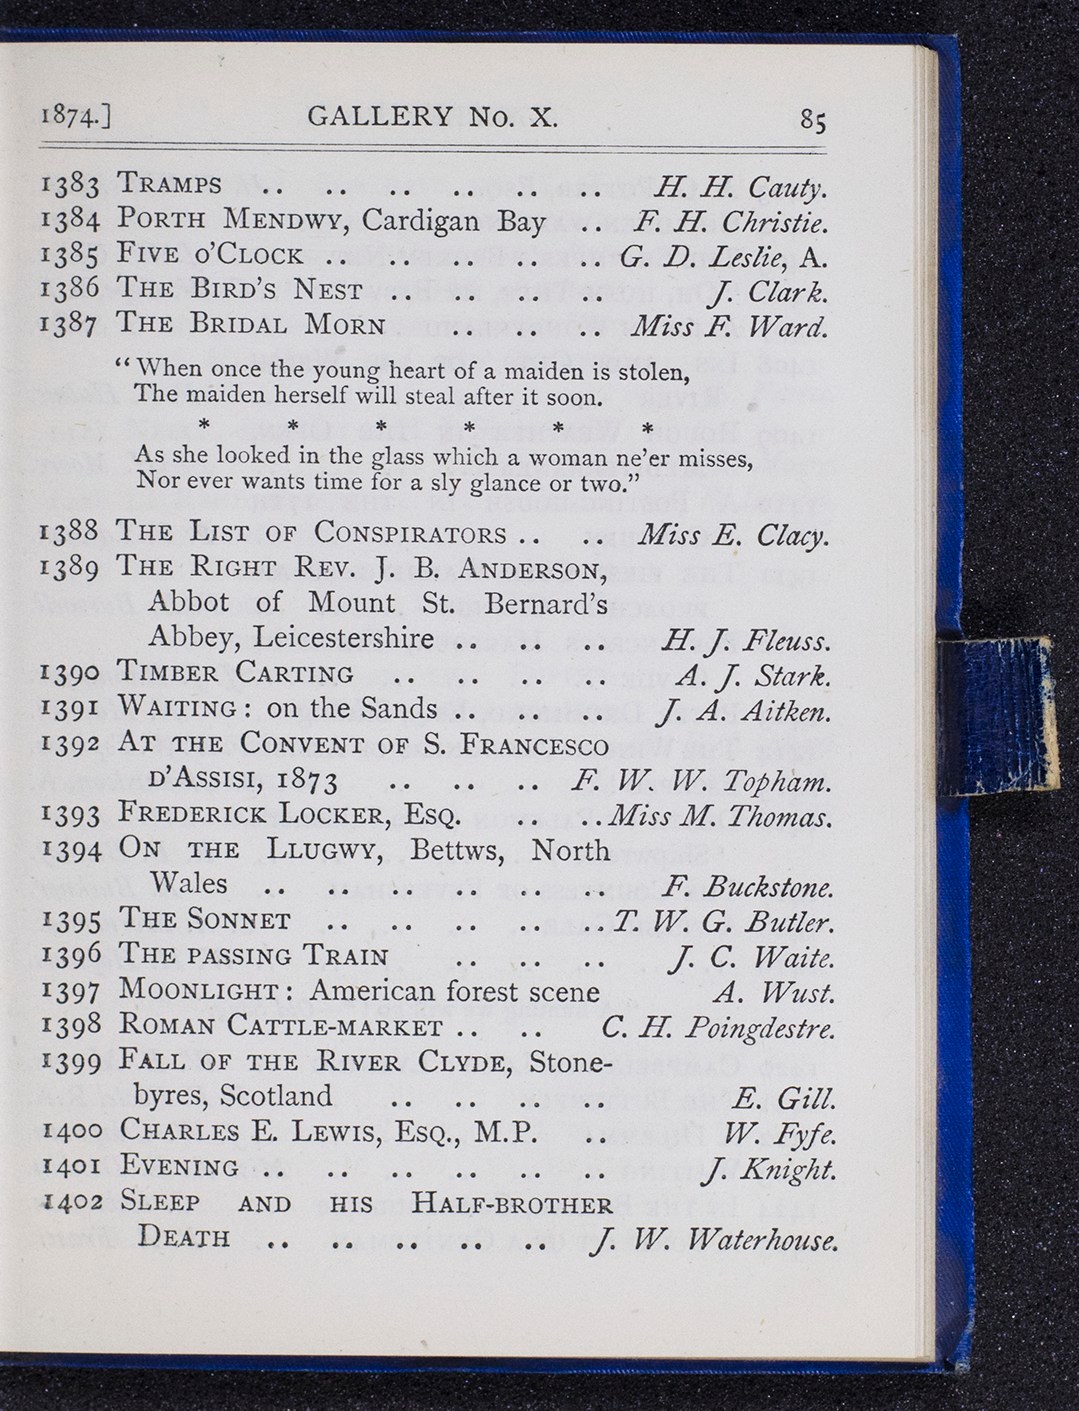 1874.] GALLERY No. X. 85
1383 TRAMPS .. .. .. .. .. .. H. H. Cauty.
1384 PORTH MENDWY, Cardigan Bay .. F. H. Christie.
1385 FIVE O'CLOCK .. .. .. .. .. G. D. Leslie, A.
1386 THE BIRD'S NEST .. .. .. .. J. Clark.
1387 THE BRIDAL MORN .. .. .. Miss F. Ward.
"When once the young heart of a maiden is stolen,
The maiden herself will steal after it soon.
* * * * * *
As she looked in the glass which a woman ne'er misses,
Nor ever wants time for a sly glance or two."
1388 THE LIST OF CONSPIRATORS .. .. Miss E. Clacy.
1389 THE RIGHT REV. J. B. ANDERSON,
Abbot of Mount St. Bernard's
Abbey, Leicestershire .. .. .. H. J. Fleuss.
1390 TIMBER CARTING .. .. .. .. A. J. Stark.
1391 WAITING: on the Sands .. .. .. J. A. Aitken.
1392 AT THE CONVENT OF S. FRANCESCO
D'ASSISI, 1873 .. .. .. F. W. W. Topham.
1393 FREDERICK LOCKER, ESQ. .. .. Miss M. Thomas.
1394 ON THE LLUGWY, Bettws, North
Wales .. .. .. .. .. .. F. Buckstone.
1395 THE SONNET .. .. .. .. .. T. W. G. Butler.
1396 THE PASSING TRAIN .. .. .. J. C. Waite.
1397 MOONLIGHT: American forest scene A. Wust.
1398 ROMAN CATTLE-MARKET .. .. C. H. Poingdestre.
1399 FALL OF THE RIVER CLYDE, Stone-
byres, Scotland .. .. .. .. E. Gill.
1400 CHARLES E. LEWIS, ESQ., M.P. .. W. Fyfe.
1401 EVENING .. .. .. .. .. .. J. Knight.
1402 SLEEP AND HIS HALF-BROTHER
DEATH .. .. .. .. .. J. W. Waterhouse.